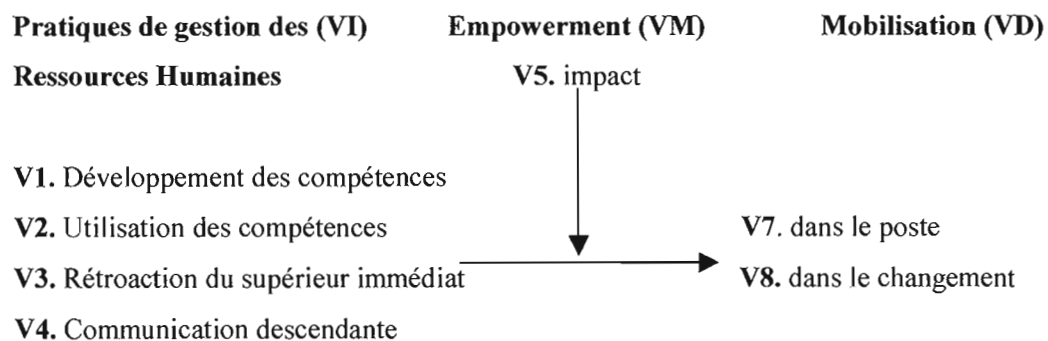 Pratiques de gestion des (VI) Empowerment (VM) Mobilisation (VD)
Ressources Humaines V5. impact
V1. Développement des compétences
V2. Utilisation des compétences V7. dans le poste
V3. Rétroaction du supérieur immédiat V8. dans le changement
V4. Communication descendante